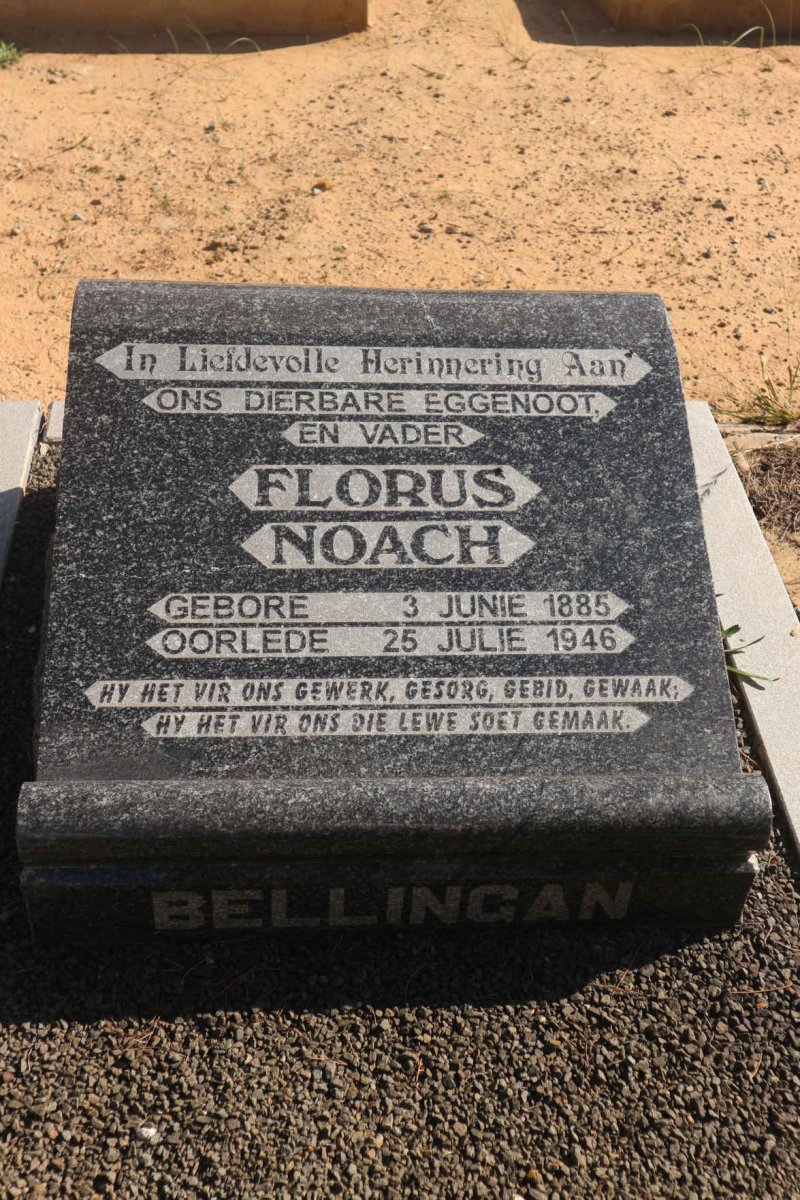 In Liefdevolle Herinnering Aan
ONS DIERBARE EGGENOOT,
EN VADER
FLORUS
NOACH
GEBORE 3 JUNIE 1885
OORLEDE 25 JULIE 1946
HY HET VIR ONS GEWERK, GESORG, GEBID, GEWAAK;
HY HET VIR ONS DIE LEWE SOET GEMAAK.
BELLINGAN